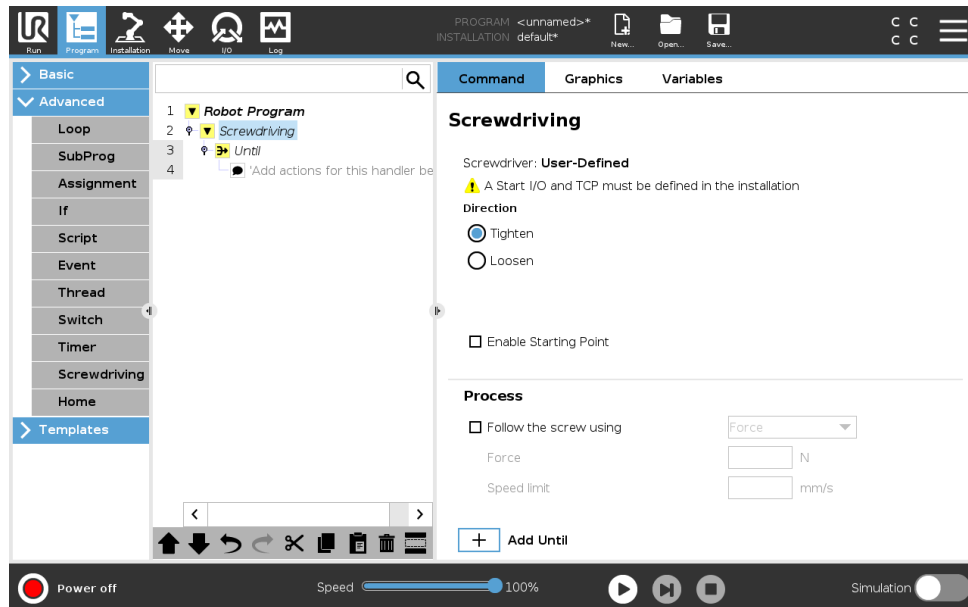 PROGRAM <unnamed>*
INSTALLATION default*
C C
C C
Run
Program
Installation
Move
I/O
Log
New...
Open...
Save...
Basic
Advanced
Loop
SubProg
Assignment
If
Script
Event
Thread
Switch
Timer
Screwdriving
Home
Templates
1 Robot Program
2 Screwdriving
3 Until
4 'Add actions for this handler be
Command Graphics Variables
Screwdriving
Screwdriver: User-Defined
A Start I/O and TCP must be defined in the installation
Direction
Tighten
Loosen
Enable Starting Point
Process
Follow the screw using Force
Force N
Speed limit mm/s
Add Until
Power off
Speed 100%
Simulation